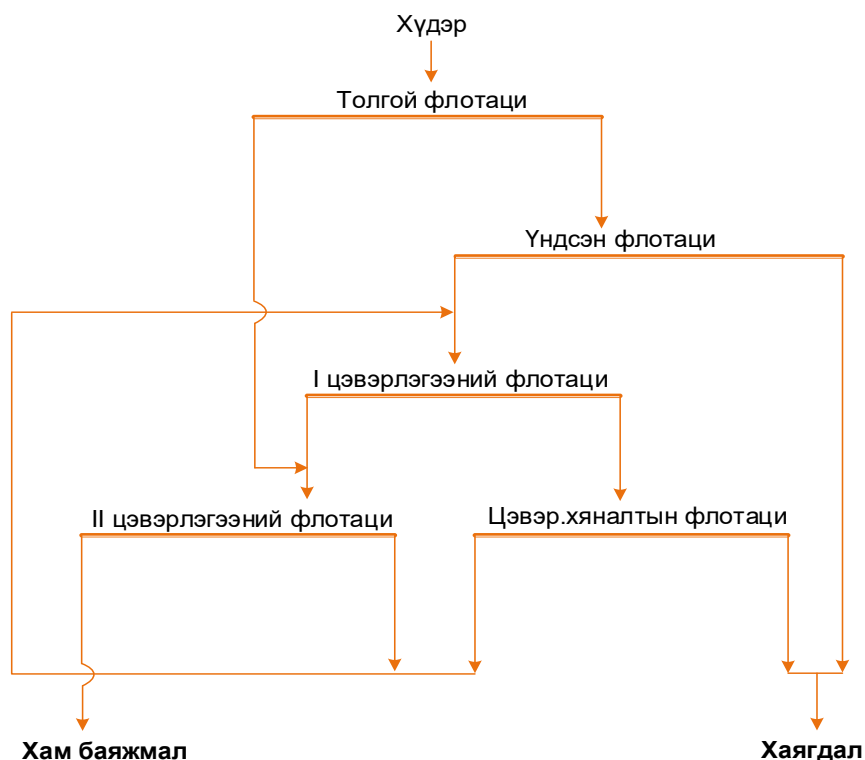 Хүдэр
Толгой флотаци
Үндсэн флотаци
I цэвэрлэгээний флотаци
II цэвэрлэгээний флотаци
Цэвэр.хяналтын флотаци
Хам баяжмал
Хаягдал